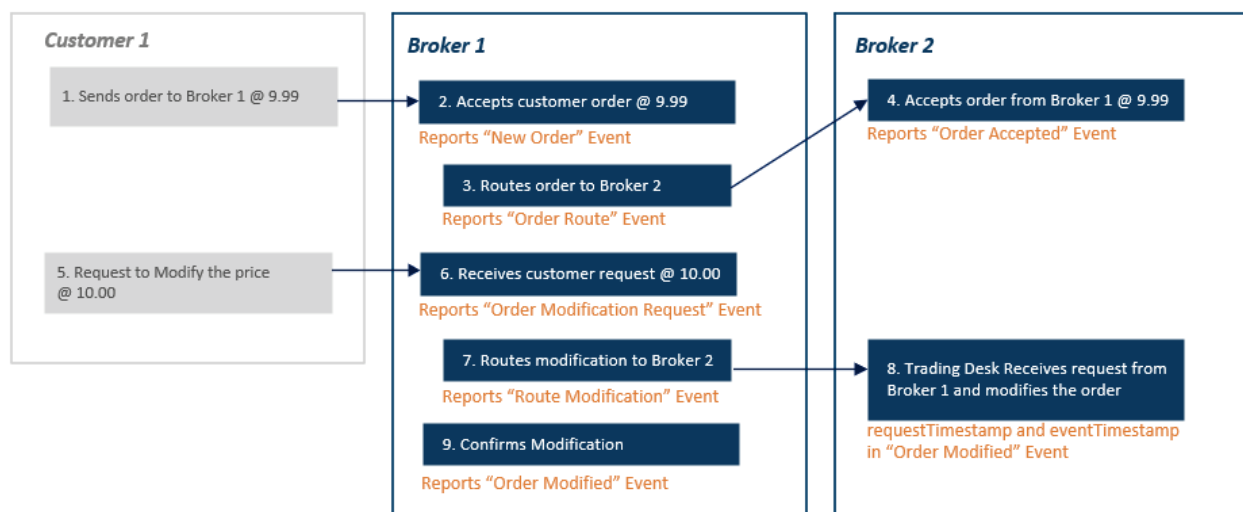 Customer 1
1. Sends order to Broker 1 @ 9.99
5. Request to Modify the price
@ 10.00
Broker 1
2. Accepts customer order @ 9.99
Reports “New Order” Event
3. Routes order to Broker 2
Reports “Order Route” Event
6. Receives customer request @ 10.00
Reports “Order Modification Request” Event
7. Routes modification to Broker 2
Reports “Route Modification” Event
9. Confirms Modification
Reports “Order Modified” Event
Broker 2
4. Accepts order from Broker 1 @ 9.99
Reports “Order Accepted” Event
8. Trading Desk Receives request from
Broker 1 and modifies the order
requestTimestamp and eventTimestamp
in “Order Modified” Event